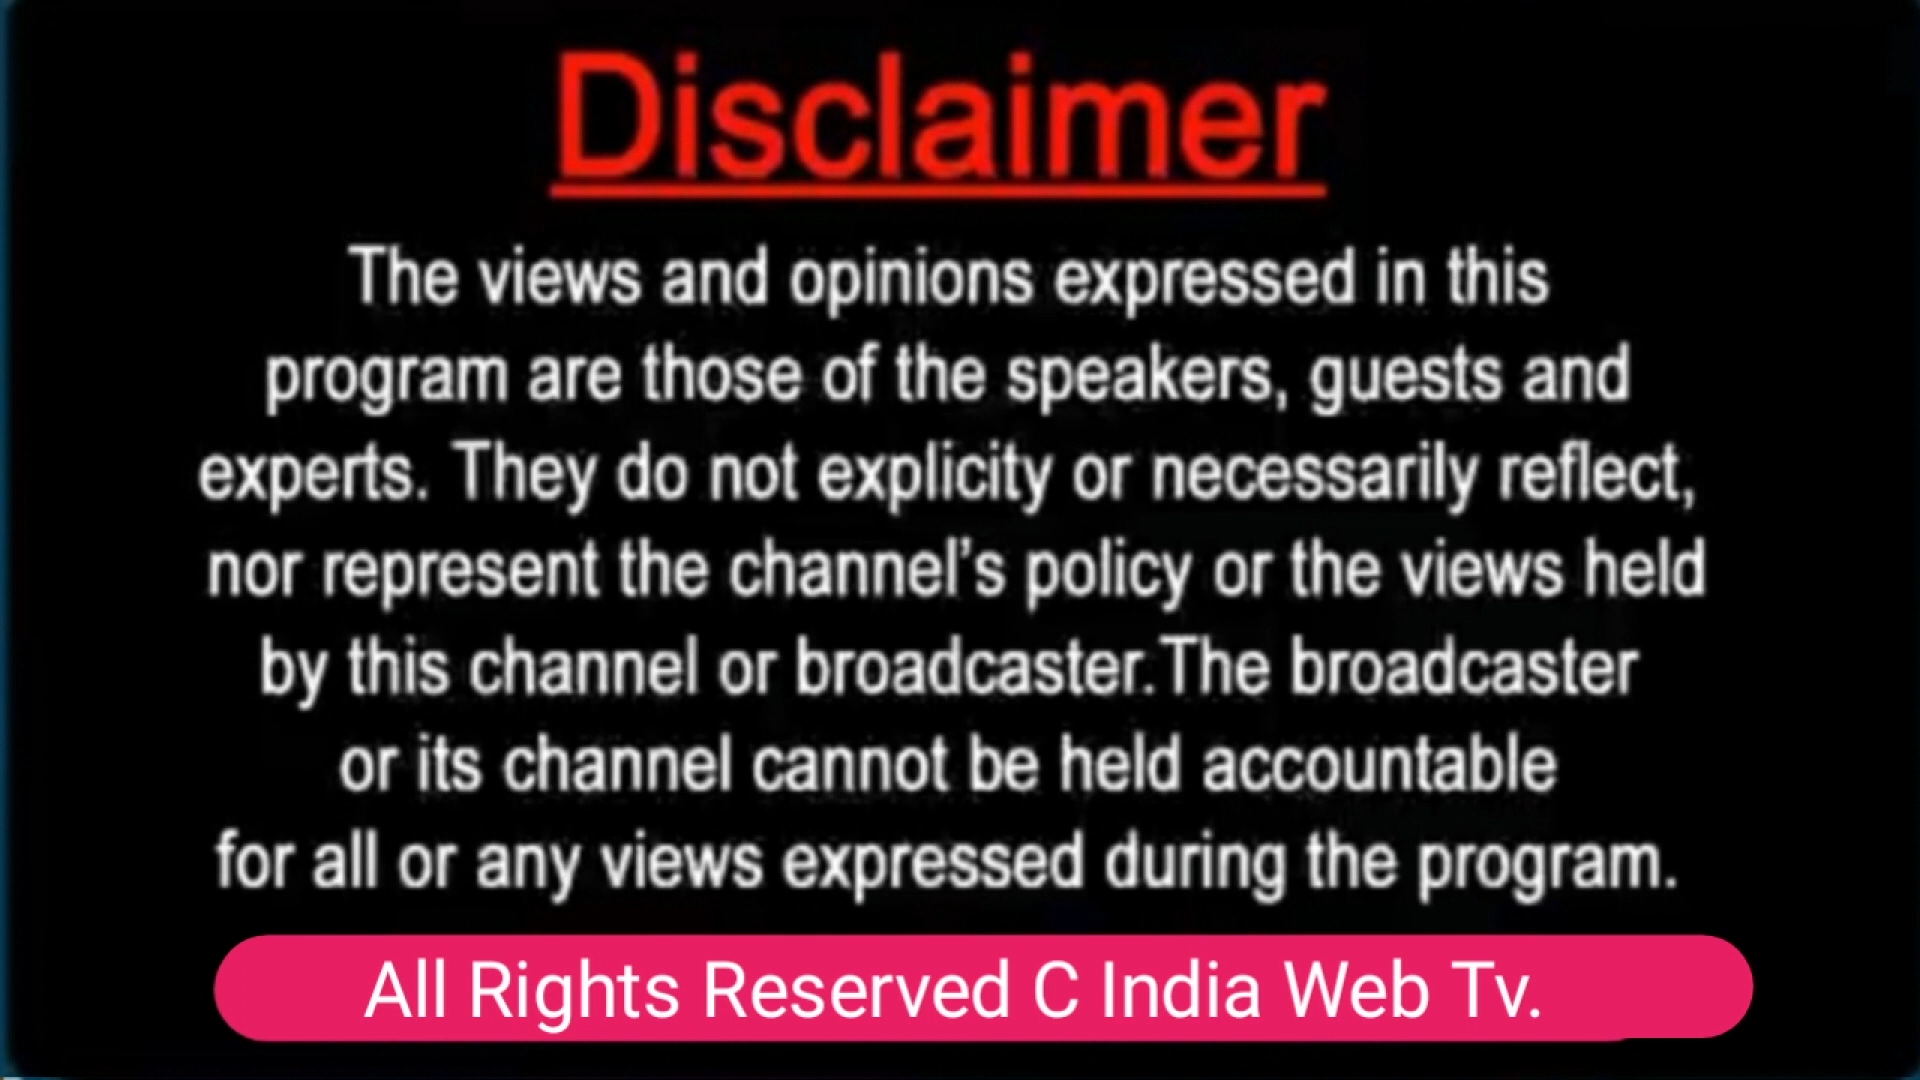 Disclaimer
The views and opinions expressed in this
program are those of the speakers, guests and
experts. They do not explicity or necessarily reflect,
nor represent the channel’s policy or the views held
by this channel or broadcaster.The broadcaster
or its channel cannot be held accountable
for all or any views expressed during the program.
All Rights Reserved C India Web Tv.